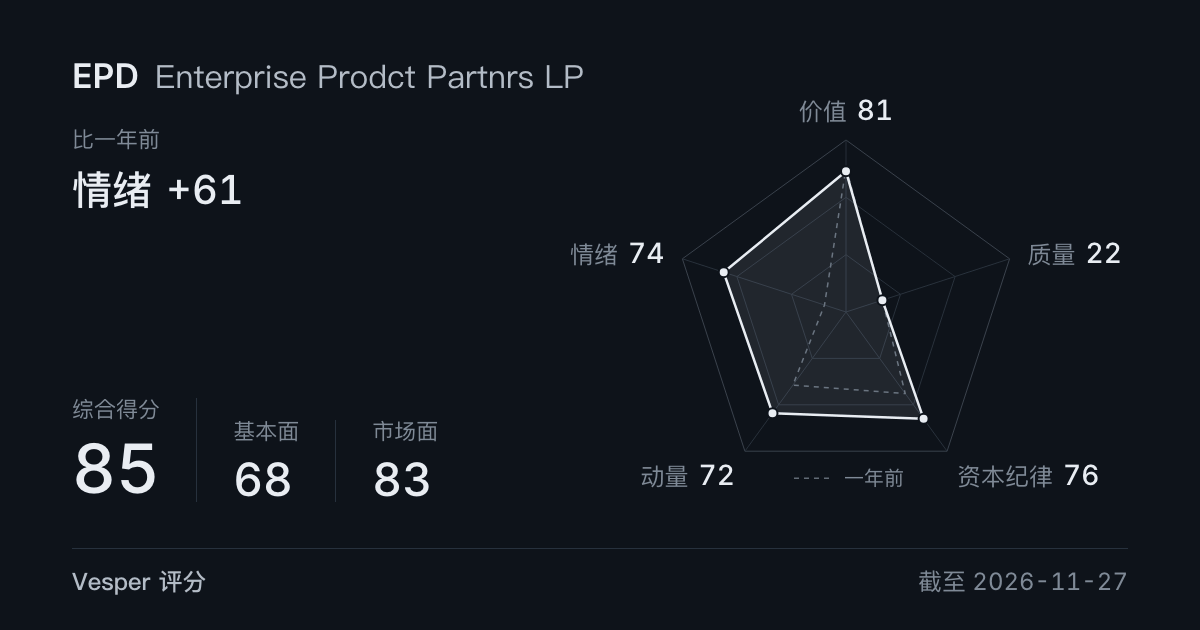 EPD Enterprise Prodct Partnrs LP
比一年前
情绪 +61
价值 81
情绪 74
质量 22
综合得分
85
基本面
68
市场面
83
动量 72
一年前
资本纪律 76
Vesper 评分
截至 2026-11-27